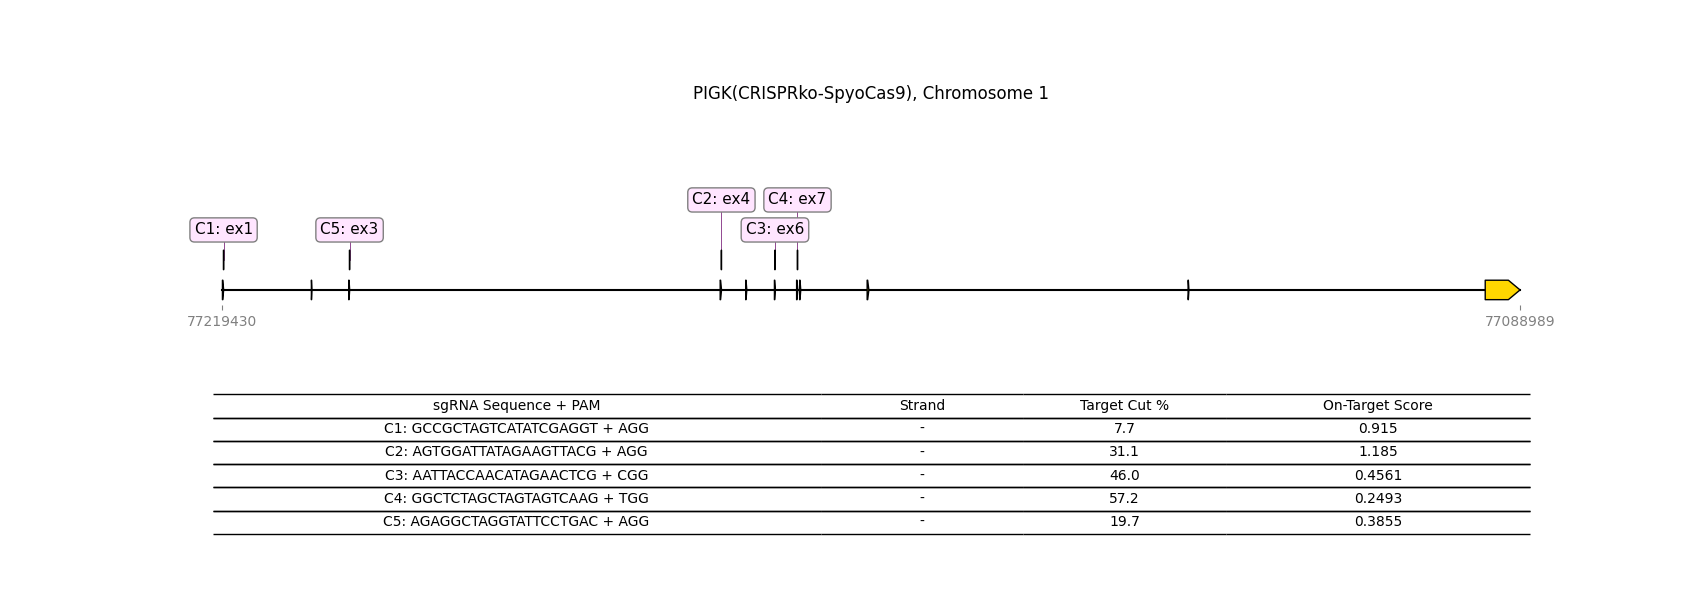 PIGK(CRISPRko-SpyoCas9), Chromosome 1
C2: ex4 C4: ex7
C1: ex1 C5: ex3 C3: ex6
77219430 77088989
sgRNA Sequence + PAM Strand Target Cut % On-Target Score
C1: GCCGCTAGTCATATCGAGGT + AGG - 7.7 0.915
C2: AGTGGATTATAGAAGTTACG + AGG - 31.1 1.185
C3: AATTACCAACATAGAACTCG + CGG - 46.0 0.4561
C4: GGCTCTAGCTAGTAGTCAAG + TGG - 57.2 0.2493
C5: AGAGGCTAGGTATTCCTGAC + AGG - 19.7 0.3855